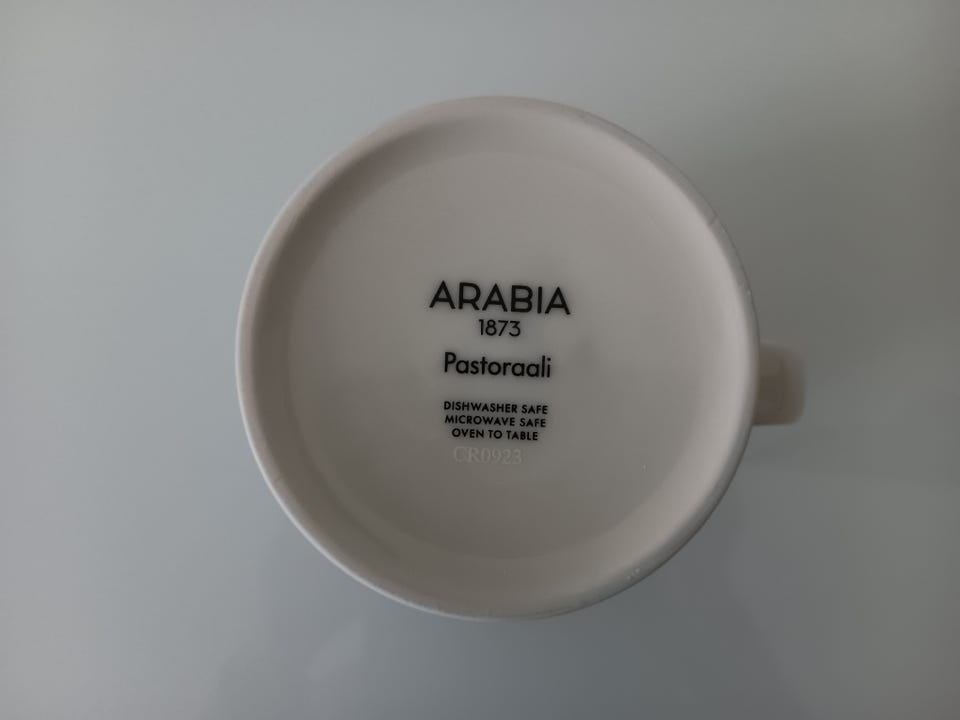 ARABIA
1873
Pastoraali
DISHWASHER SAFE
MICROWAVE SAFE
OVEN TO TABLE
CR0923